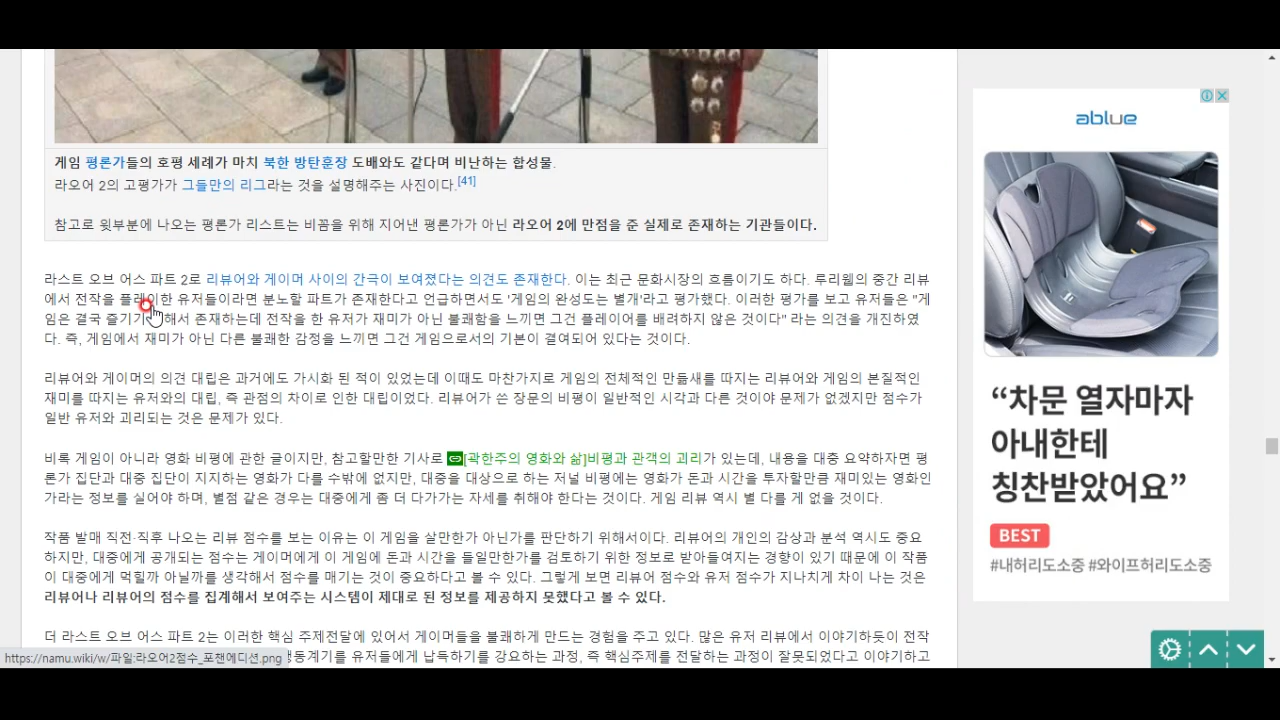 게임 평론가들의 호평 세례가 마치 북한 방탄훈장 도배와도 같다며 비난하는 합성물.
라오어 2의 고평가가 그들만의 리그라는 것을 설명해주는 사진이다.[41]
참고로 윗부분에 나오는 평론가 리스트는 비꼼을 위해 지어낸 평론가가 아닌 라오어 2에 만점을 준 실제로 존재하는 기관들이다.
라스트 오브 어스 파트 2로 리뷰어와 게이머 사이의 간극이 보여졌다는 의견도 존재한다. 이는 최근 문화시장의 흐름이기도 하다. 루리웹의 중간 리뷰
에서 전작을 플레이한 유저들이라면 분노할 파트가 존재한다고 언급하면서도 '게임의 완성도는 별개'라고 평가했다. 이러한 평가를 보고 유저들은 "게
임은 결국 즐기기 해서 존재하는데 전작을 한 유저가 재미가 아닌 불쾌함을 느끼면 그건 플레이어를 배려하지 않은 것이다" 라는 의견을 개진하였
다. 즉, 게임에서 재미가 아닌 다른 불쾌한 감정을 느끼면 그건 게임으로서의 기본이 결여되어 있다는 것이다.
리뷰어와 게이머의 의견 대립은 과거에도 가시화 된 적이 있었는데 이때도 마찬가지로 게임의 전체적인 만듦새를 따지는 리뷰어와 게임의 본질적인
재미를 따지는 유저와의 대립, 즉 관점의 차이로 인한 대립이었다. 리뷰어가 쓴 장문의 비평이 일반적인 시각과 다른 것이야 문제가 없겠지만 점수가
일반 유저와 괴리되는 것은 문제가 있다.
비록 게임이 아니라 영화 비평에 관한 글이지만, 참고할만한 기사로 [곽한주의 영화와 삶]비평과 관객의 괴리가 있는데, 내용을 대충 요약하자면 평
론가 집단과 대중 집단이 지지하는 영화가 다를 수밖에 없지만, 대중을 대상으로 하는 저널 비평에는 영화가 돈과 시간을 투자할만큼 재미있는 영화인
가라는 정보를 실어야 하며, 별점 같은 경우는 대중에게 좀 더 다가가는 자세를 취해야 한다는 것이다. 게임 리뷰 역시 별 다를 게 없을 것이다.
작품 발매 직전·직후 나오는 리뷰 점수를 보는 이유는 이 게임을 살만한가 아닌가를 판단하기 위해서이다. 리뷰어의 개인의 감상과 분석 역시도 중요
하지만, 대중에게 공개되는 점수는 게이머에게 이 게임에 돈과 시간을 들일만한가를 검토하기 위한 정보로 받아들여지는 경향이 있기 때문에 이 작품
이 대중에게 먹힐까 아닐까를 생각해서 점수를 매기는 것이 중요하다고 볼 수 있다. 그렇게 보면 리뷰어 점수와 유저 점수가 지나치게 차이 나는 것은
리뷰어나 리뷰어의 점수를 집계해서 보여주는 시스템이 제대로 된 정보를 제공하지 못했다고 볼 수 있다.
더 라스트 오브 어스 파트 2는 이러한 핵심 주제전달에 있어서 게이머들을 불쾌하게 만드는 경험을 주고 있다. 많은 유저 리뷰에서 이야기하듯이 전작
행동계기를 유저들에게 납득하기를 강요하는 과정, 즉 핵심주제를 전달하는 과정이 잘못되었다고 이야기하고
https://namu.wiki/w/파일:라오어2점수_포챈에디션.png
ablue
“차문 열자마자
아내한테
칭찬받았어요”
BEST
#내허리도소중 #와이프허리도소중